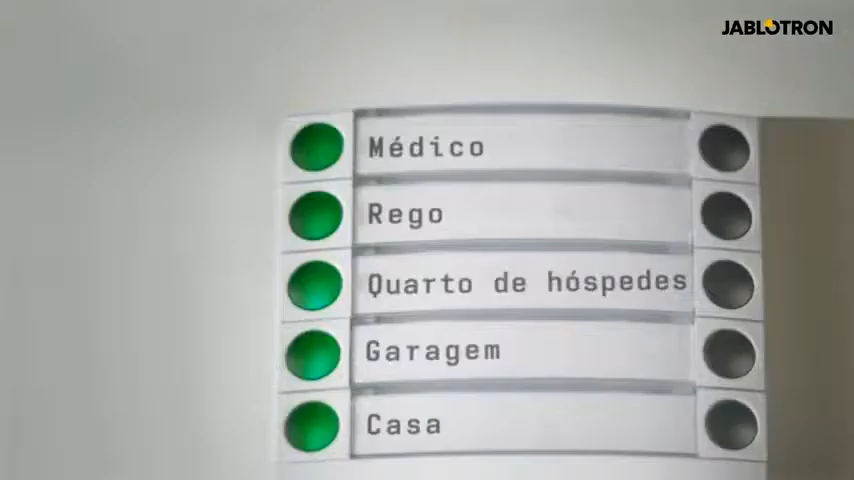 JABLOTRON
Médico
Rego
Quarto de hóspedes
Garagem
Casa